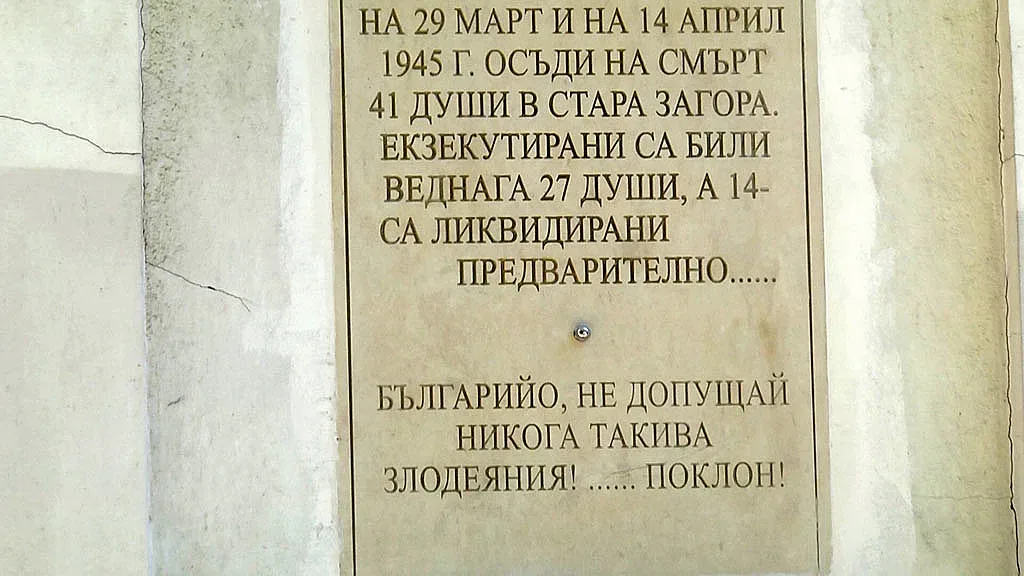 НА 29 МАРТ И НА 14 АПРИЛ
1945 Г. ОСЪДИ НА СМЪРТ
41 ДУШИ В СТАРА ЗАГОРА.
ЕКЗЕКУТИРАНИ СА БИЛИ
ВЕДНАГА 27 ДУШИ, А 14-
СА ЛИКВИДИРАНИ
ПРЕДВАРИТЕЛНО......
БЪЛГАРИЙО, НЕ ДОПУЩАЙ
НИКОГА ТАКИВА
ЗЛОДЕЯНИЯ! ...... ПОКЛОН!